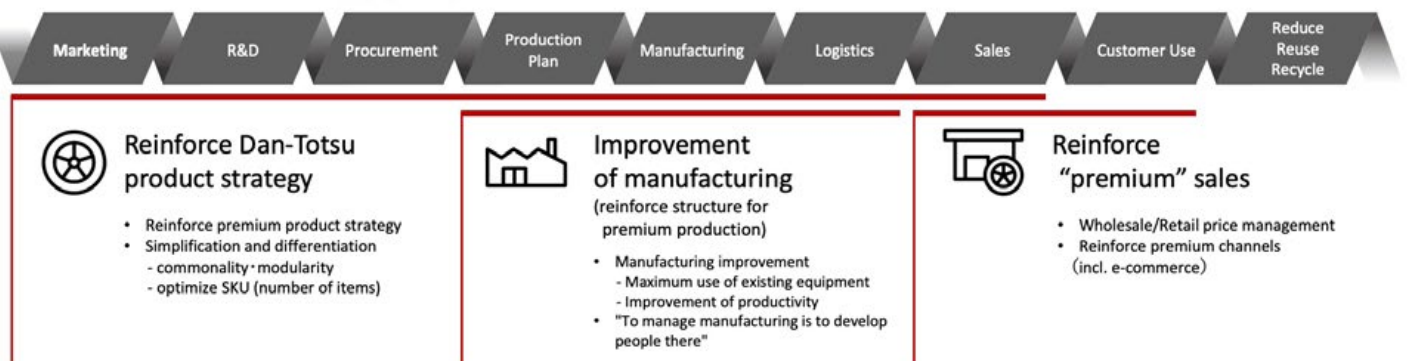 Marketing
R&D
Procurement
Production
Plan
Manufacturing
Logistics
Sales
Customer Use
Reduce
Reuse
Recycle
Reinforce Dan-Totsu
product strategy
• Reinforce premium product strategy
• Simplification and differentiation
- commonality・modularity
- optimize SKU (number of items)
Improvement
of manufacturing
(reinforce structure for
premium production)
• Manufacturing improvement
- Maximum use of existing equipment
- Improvement of productivity
• "To manage manufacturing is to develop
people there"
Reinforce
“premium” sales
• Wholesale/Retail price management
• Reinforce premium channels
（incl. e-commerce）